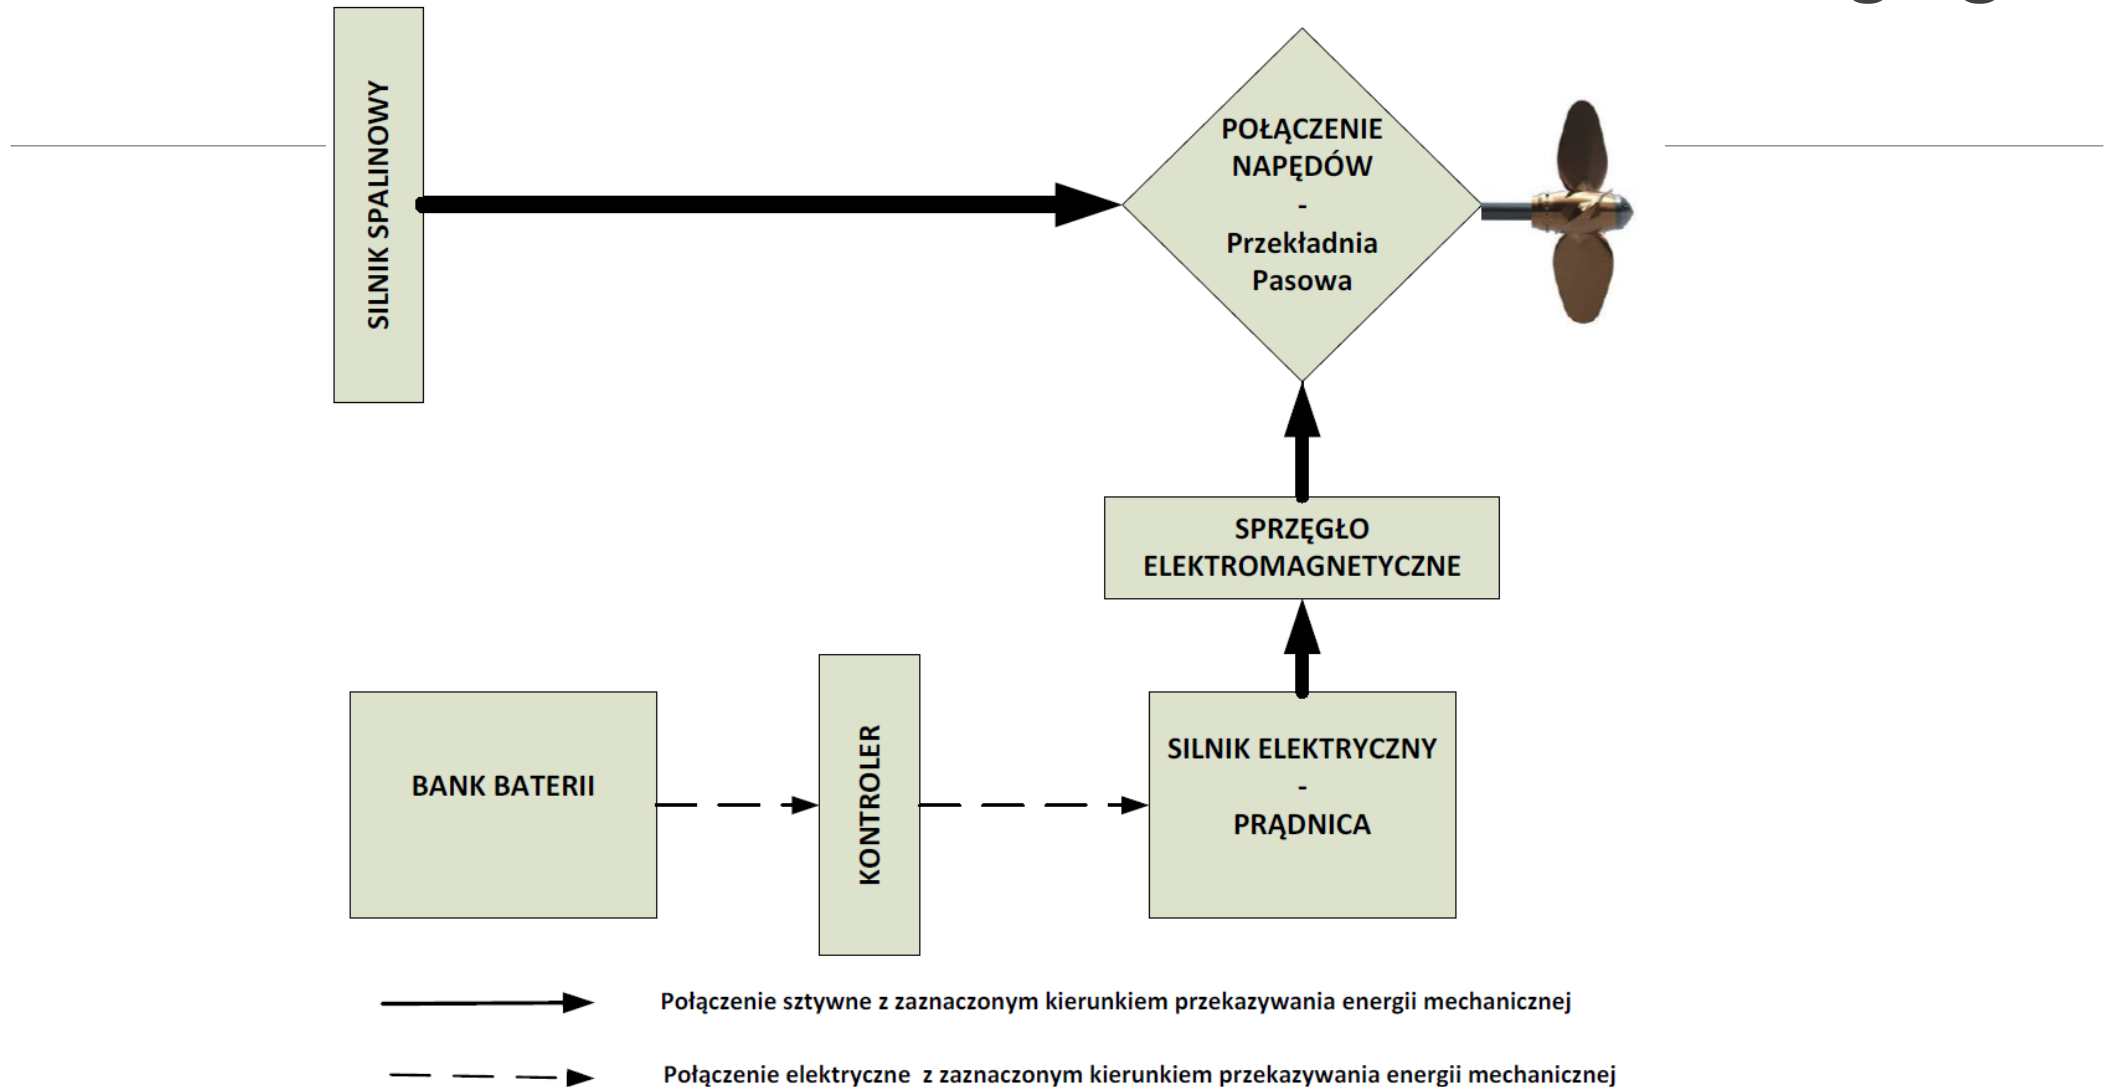 SILNIK SPALINOWY
POŁĄCZENIE
NAPĘDÓW
-
Przekładnia
Pasowa
SPRZĘGŁO
ELEKTROMAGNETYCZNE
BANK BATERII
KONTROLER
SILNIK ELEKTRYCZNY
-
PRĄDNICA
Połączenie sztywne z zaznaczonym kierunkiem przekazywania energii mechanicznej
Połączenie elektryczne z zaznaczonym kierunkiem przekazywania energii mechanicznej